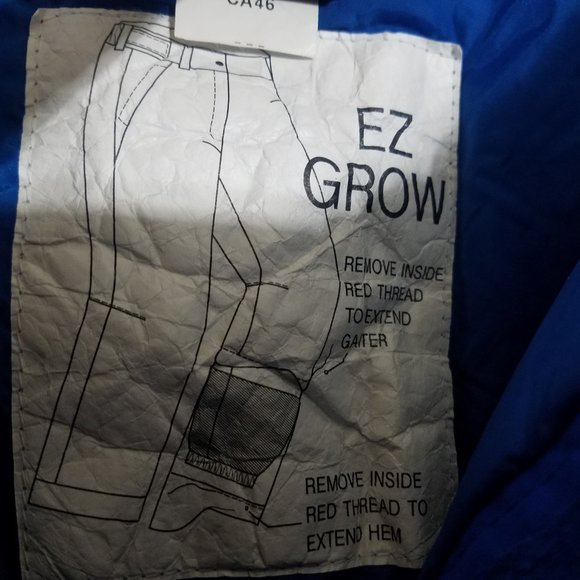 CA46
EZ
GROW
REMOVE INSIDE
RED THREAD
TO EXTEND
GAITER
REMOVE INSIDE
RED THREAD TO
EXTEND HEM